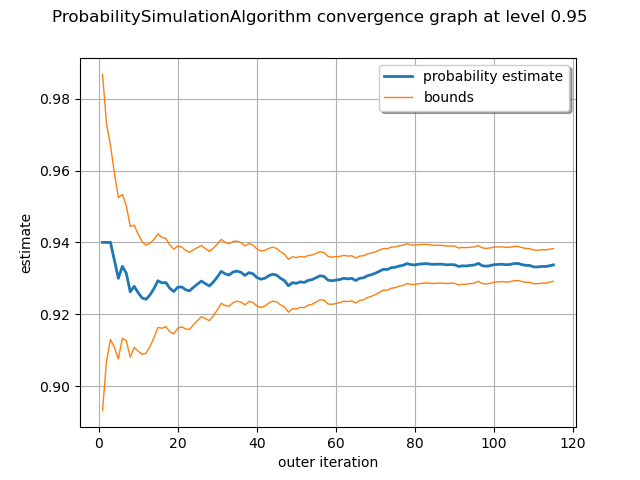 ProbabilitySimulationAlgorithm convergence graph at level 0.95
probability estimate
bounds
0.98
0.96
0.94
0.92
0.90
estimate
0 20 40 60 80 100 120
outer iteration